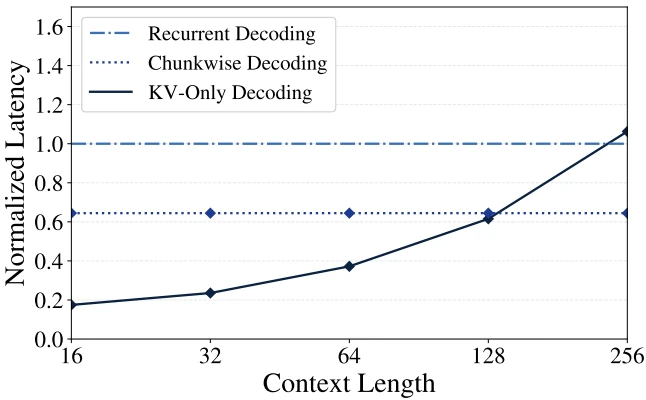 Normalized Latency
1.6
1.4
1.2
1.0
0.8
0.6
0.4
0.2
0.0
Recurrent Decoding
Chunkwise Decoding
KV-Only Decoding
16 32 64 128 256
Context Length